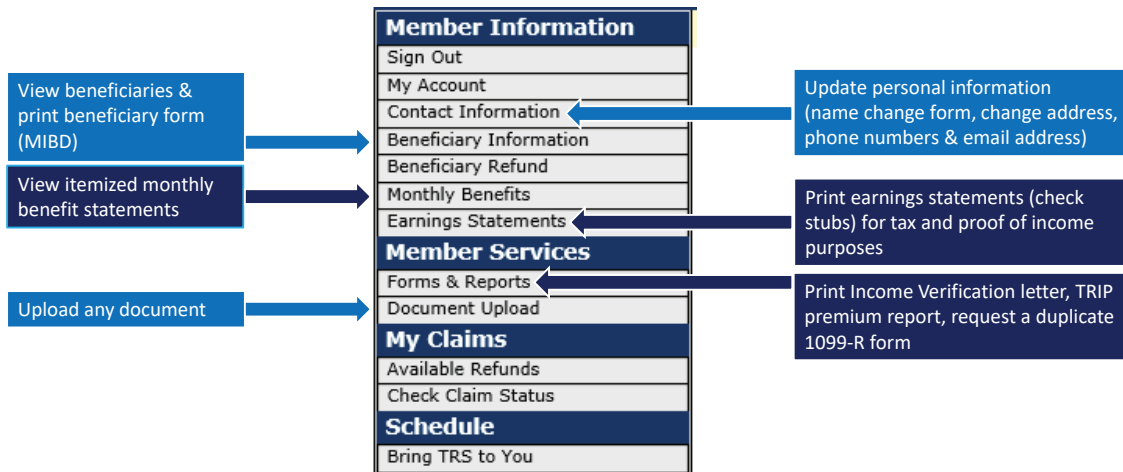 Member Information
Sign Out
My Account
Contact Information
Beneficiary Information
Beneficiary Refund
Monthly Benefits
Earnings Statements
Member Services
Forms & Reports
Document Upload
My Claims
Available Refunds
Check Claim Status
Schedule
Bring TRS to You
View beneficiaries &
print beneficiary form
(MIBD)
View itemized monthly
benefit statements
Upload any document
Update personal information
(name change form, change address,
phone numbers & email address)
Print earnings statements (check
stubs) for tax and proof of income
purposes
Print Income Verification letter, TRIP
premium report, request a duplicate
1099-R form